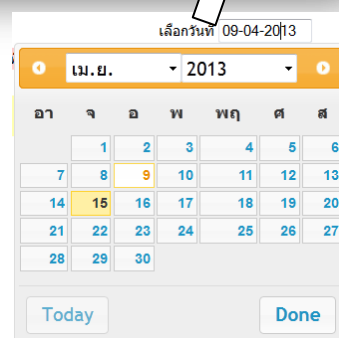 เลือกวันที่ 09-04-2013
เม.ย. 2013
อา จ อ พ พฤ ศ ส
1 2 3 4 5 6
7 8 9 10 11 12 13
14 15 16 17 18 19 20
21 22 23 24 25 26 27
28 29 30
Today Done